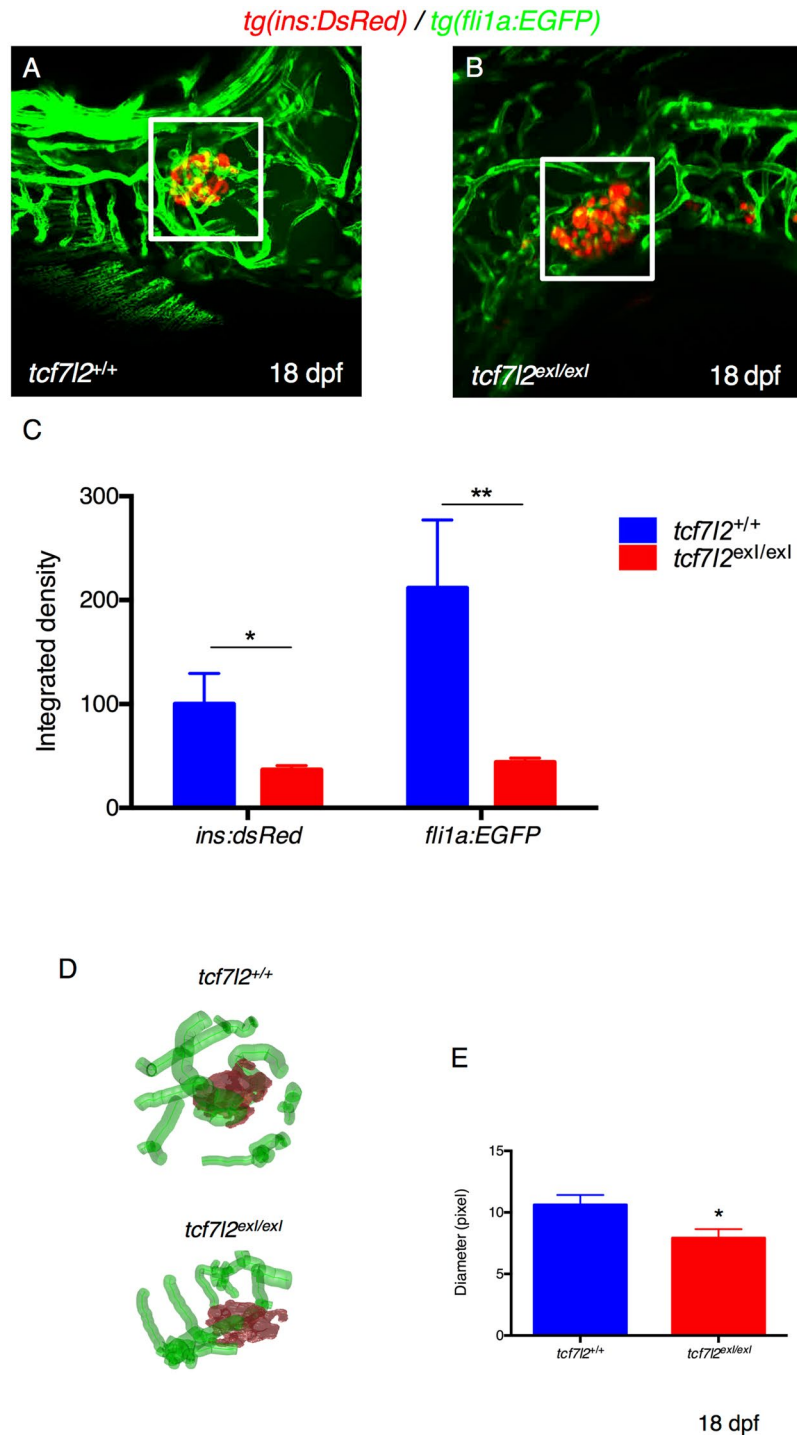 tg(ins:DsRed) / tg(fli1a:EGFP)
A
B
tcf7l2+/+
18 dpf
tcf7l2exl/exl
18 dpf
C
300
200
100
0
Integrated density
*
**
ins:dsRed
fli1a:EGFP
tcf7l2+/+
tcf7l2exl/exl
D
tcf7l2+/+
tcf7l2exl/exl
E
15
10
5
0
Diameter (pixel)
*
tcf7l2+/+
tcf7l2exl/exl
18 dpf